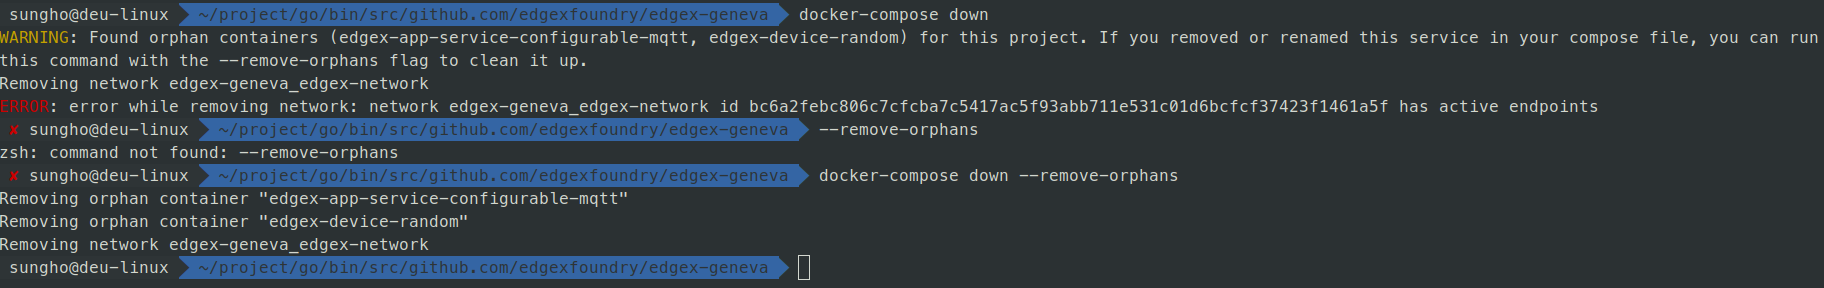 sungho@deu-linux ~/project/go/bin/src/github.com/edgexfoundry/edgex-geneva docker-compose down
WARNING: Found orphan containers (edgex-app-service-configurable-mqtt, edgex-device-random) for this project. If you removed or renamed this service in your compose file, you can run
this command with the --remove-orphans flag to clean it up.
Removing network edgex-geneva_edgex-network
ERROR: error while removing network: network edgex-geneva_edgex-network id bc6a2febc806c7cfcba7c5417ac5f93abb711e531c01d6bcfcf37423f1461a5f has active endpoints
✘ sungho@deu-linux ~/project/go/bin/src/github.com/edgexfoundry/edgex-geneva --remove-orphans
zsh: command not found: --remove-orphans
✘ sungho@deu-linux ~/project/go/bin/src/github.com/edgexfoundry/edgex-geneva docker-compose down --remove-orphans
Removing orphan container "edgex-app-service-configurable-mqtt"
Removing orphan container "edgex-device-random"
Removing network edgex-geneva_edgex-network
sungho@deu-linux ~/project/go/bin/src/github.com/edgexfoundry/edgex-geneva